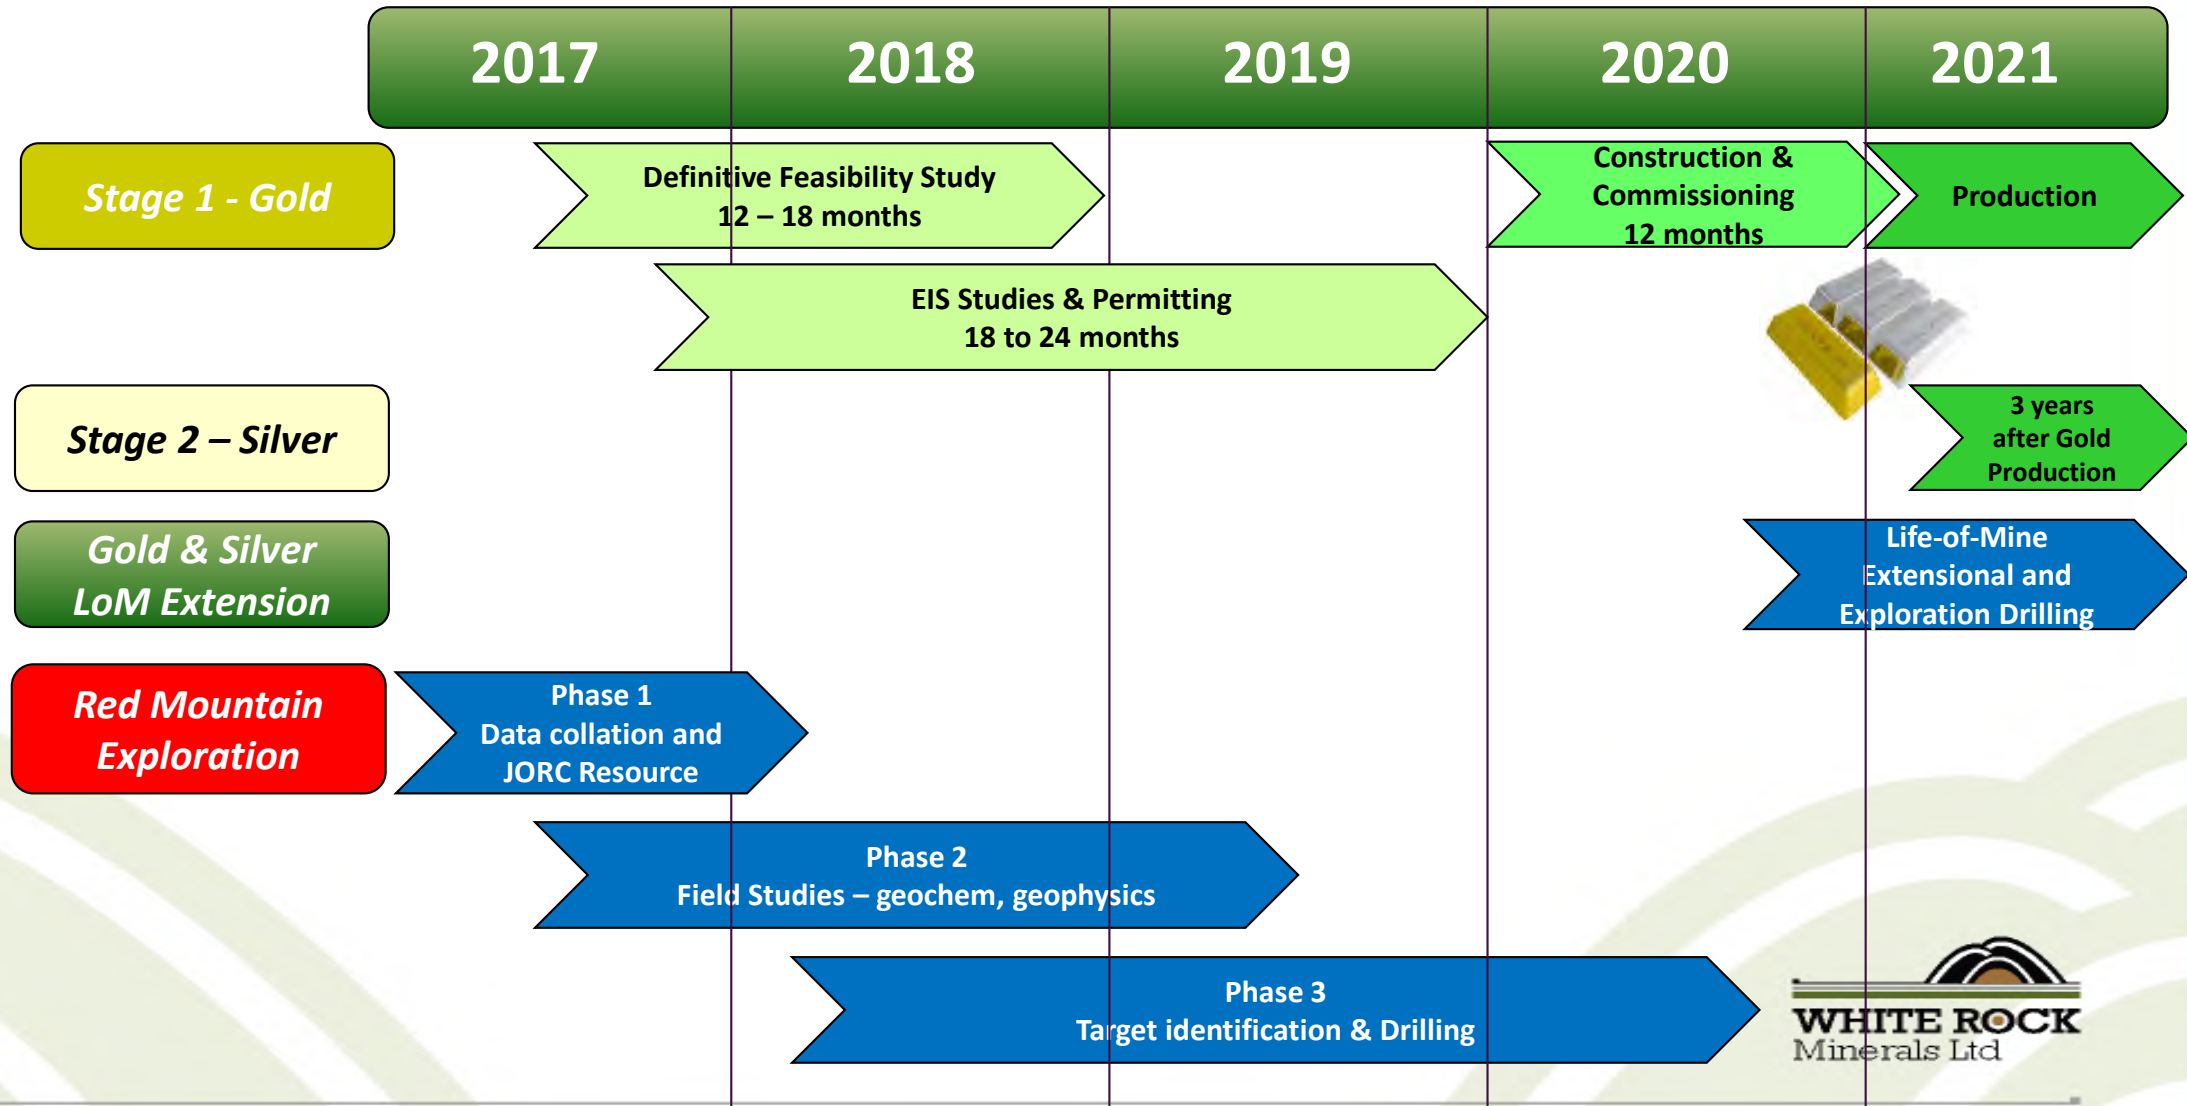 2017 2018 2019 2020 2021
Stage 1 - Gold
Definitive Feasibility Study
12 – 18 months
Construction &
Commissioning
12 months
Production
EIS Studies & Permitting
18 to 24 months
Stage 2 – Silver
3 years
after Gold
Production
Gold & Silver
LoM Extension
Life-of-Mine
Extensional and
Exploration Drilling
Red Mountain
Exploration
Phase 1
Data collation and
JORC Resource
Phase 2
Field Studies – geochem, geophysics
Phase 3
Target identification & Drilling
WHITE ROCK
Minerals Ltd